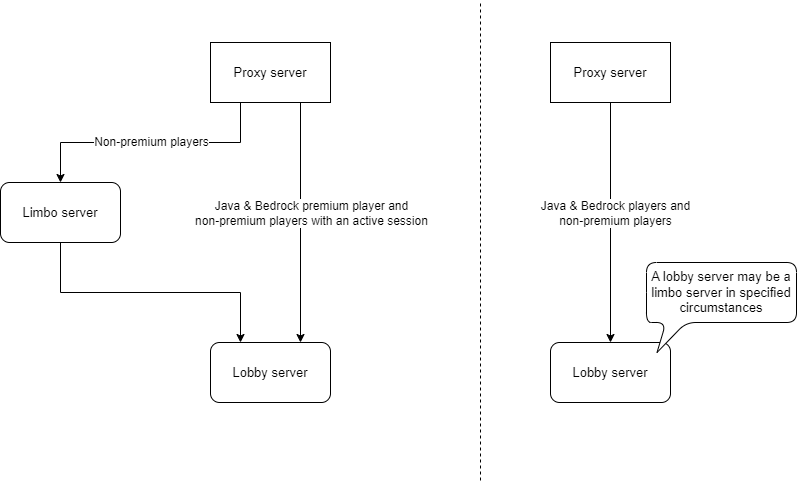 Proxy server
Non-premium players
Limbo server
Java & Bedrock premium player and
non-premium players with an active session
Lobby server
Proxy server
Java & Bedrock players and
non-premium players
A lobby server may be a
limbo server in specified
circumstances
Lobby server